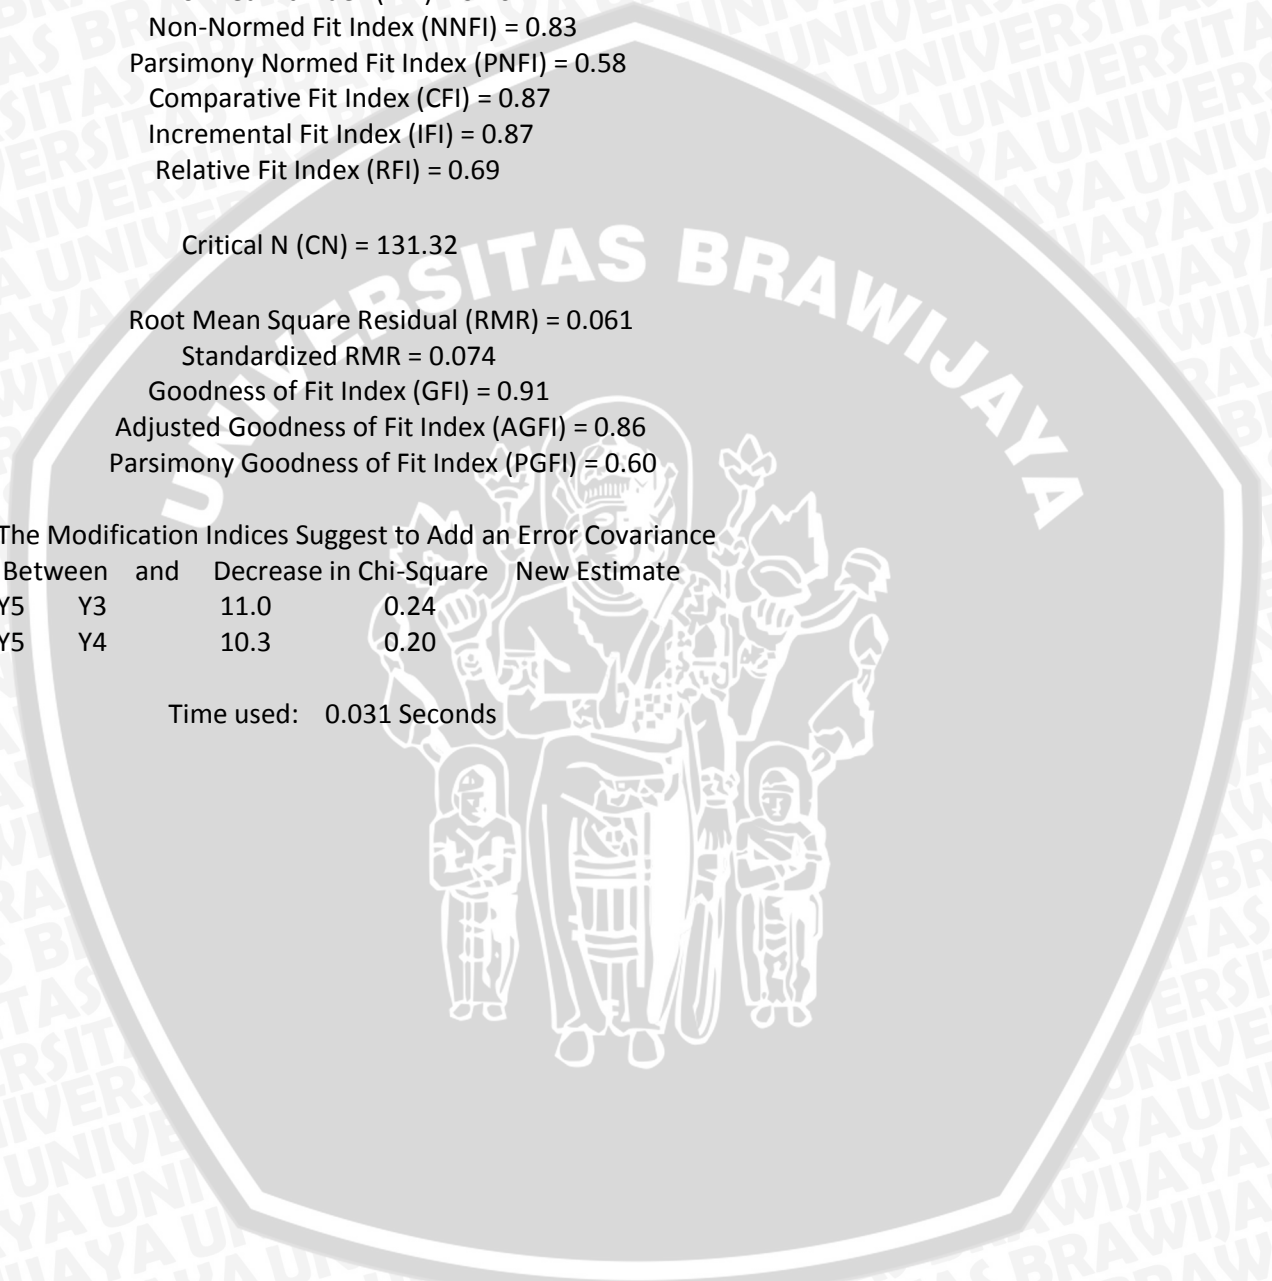 Non-Normed Fit Index (NNFI) = 0.83
Parsimony Normed Fit Index (PNFI) = 0.58
Comparative Fit Index (CFI) = 0.87
Incremental Fit Index (IFI) = 0.87
Relative Fit Index (RFI) = 0.69
Critical N (CN) = 131.32
Root Mean Square Residual (RMR) = 0.061
Standardized RMR = 0.074
Goodness of Fit Index (GFI) = 0.91
Adjusted Goodness of Fit Index (AGFI) = 0.86
Parsimony Goodness of Fit Index (PGFI) = 0.60
The Modification Indices Suggest to Add an Error Covariance
Between and Decrease in Chi-Square New Estimate
Y5 Y3 11.0 0.24
Y5 Y4 10.3 0.20
Time used: 0.031 Seconds
UNIVERSITAS BRAWIJAYA